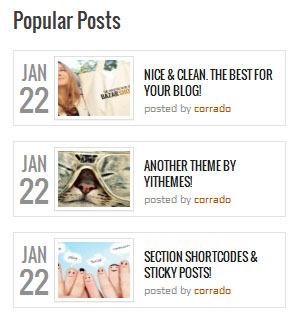 Popular Posts
JAN
22
BAZAR
NICE & CLEAN. THE BEST FOR
YOUR BLOG!
posted by corrado
JAN
22
ANOTHER THEME BY
YITHEMES!
posted by corrado
JAN
22
SECTION SHORTCODES &
STICKY POSTS!
posted by corrado